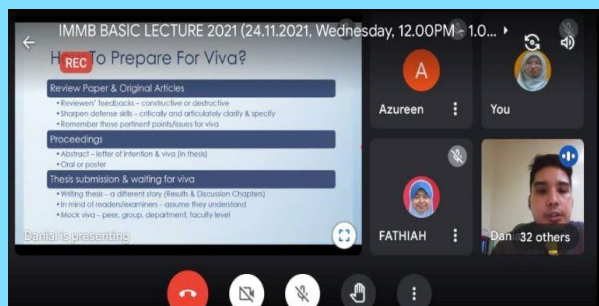 IMMB BASIC LECTURE 2021 (24.11.2021, Wednesday, 12.00PM - 1.0...
How To Prepare For Viva?
REC
Review Paper & Original Articles
• Reviewers' feedbacks – constructive or destructive
• Sharpen defense skills – critically and articulately clarify & specify
• Remember these pertinent points/issues for viva
Proceedings
• Abstract – letter of intention & viva (in thesis)
• Oral or poster
Thesis submission & waiting for viva
• Writing thesis – a different story (Results & Discussion Chapters)
• In mind of readers/examiners – assume they understand
• Mock viva – peer, group, department, faculty level
Danial is presenting
A
Azureen
You
FATHIAH
Dan
32 others